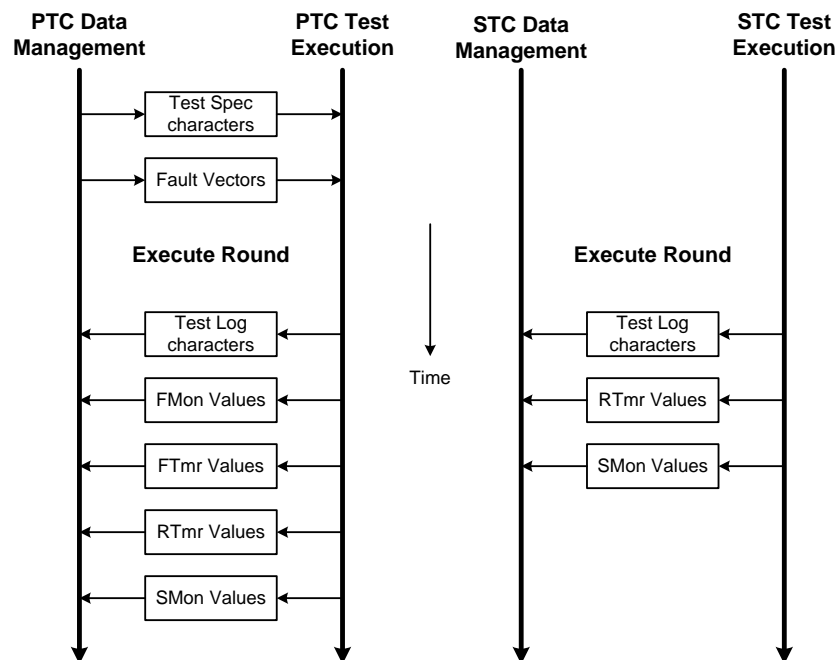 PTC Data
Management
PTC Test
Execution
STC Data
Management
STC Test
Execution
Test Spec
characters
Fault Vectors
Execute Round
Execute Round
Test Log
characters
Time
Test Log
characters
FMon Values
RTmr Values
FTmr Values
SMon Values
RTmr Values
SMon Values